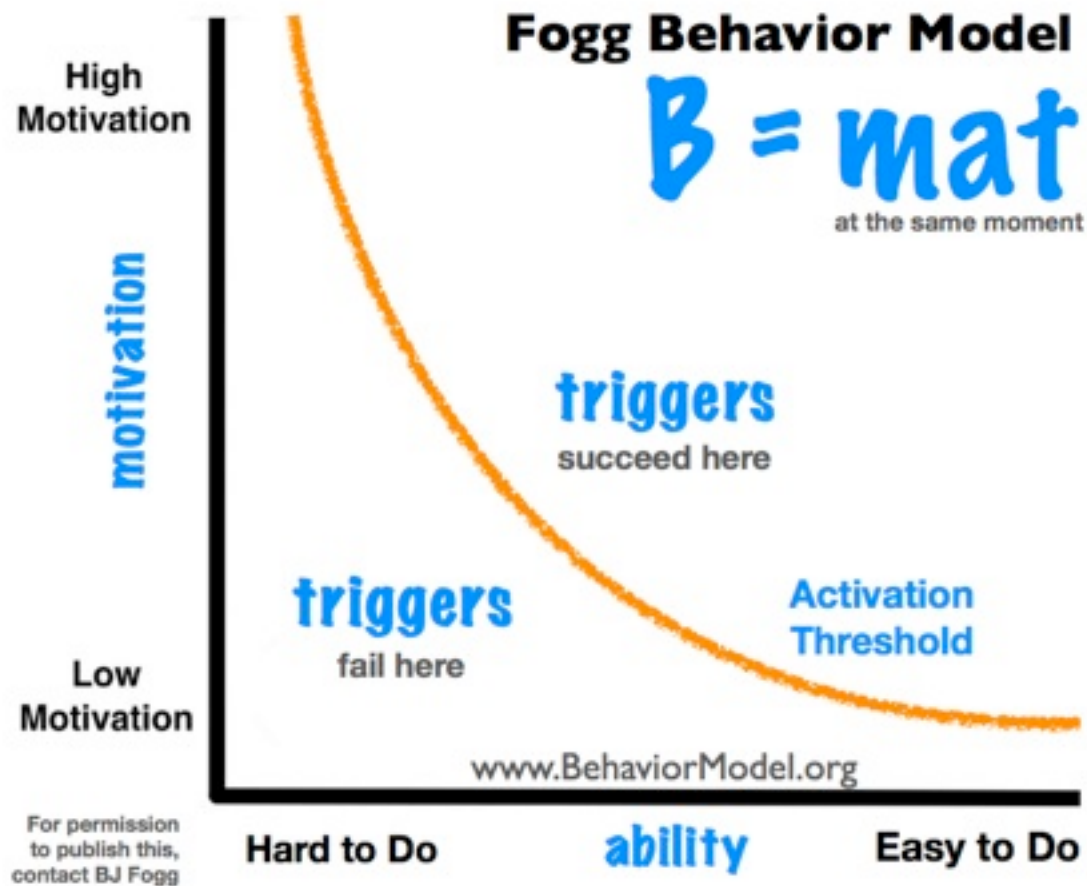 Fogg Behavior Model
B = mat
at the same moment
High
Motivation
motivation
triggers
succeed here
triggers
fail here
Activation
Threshold
Low
Motivation
www.BehaviorModel.org
For permission
to publish this,
contact BJ Fogg
Hard to Do
ability
Easy to Do